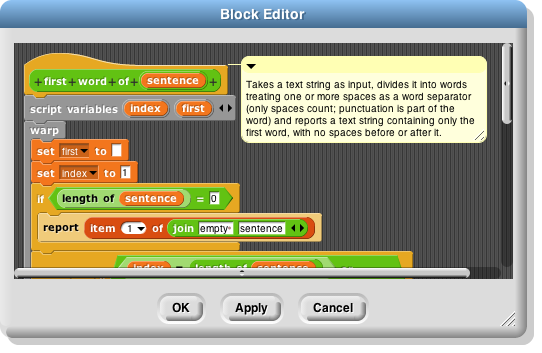 Block Editor
+ first + word + of + sentence +
Takes a text string as input, divides it into words
treating one or more spaces as a word separator
(only spaces count; punctuation is part of the
word) and reports a text string containing only the
first word, with no spaces before or after it.
script variables index first
warp
set first to
set index to 1
if length of sentence = 0
report item 1 of join empty* sentence
index = length of sentence
OK Apply Cancel